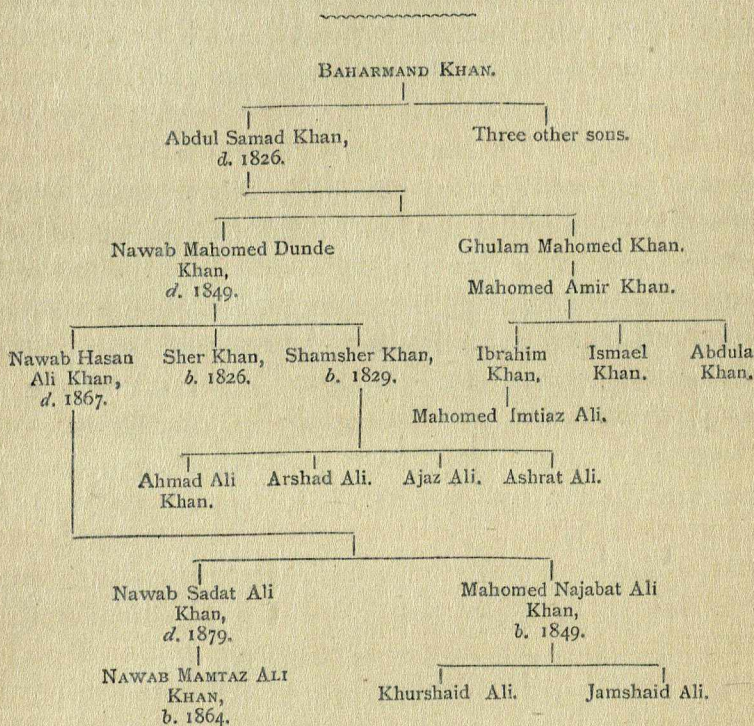 BAHARMAND KHAN.
Abdul Samad Khan,
d. 1826.
Three other sons.
Nawab Mahomed Dunde
Khan,
d. 1849.
Ghulam Mahomed Khan.
Mahomed Amir Khan.
Nawab Hasan
Ali Khan,
d. 1867.
Sher Khan,
b. 1826.
Shamsher Khan,
b. 1829.
Ibrahim
Khan.
Ismael
Khan.
Abdula
Khan.
Mahomed Imtiaz Ali.
Ahmad Ali
Khan.
Arshad Ali.
Ajaz Ali.
Ashrat Ali.
Nawab Sadat Ali
Khan,
d. 1879.
Mahomed Najabat Ali
Khan,
b. 1849.
NAWAB MAMTAZ ALI
KHAN,
b. 1864.
Khurshaid Ali.
Jamshaid Ali.